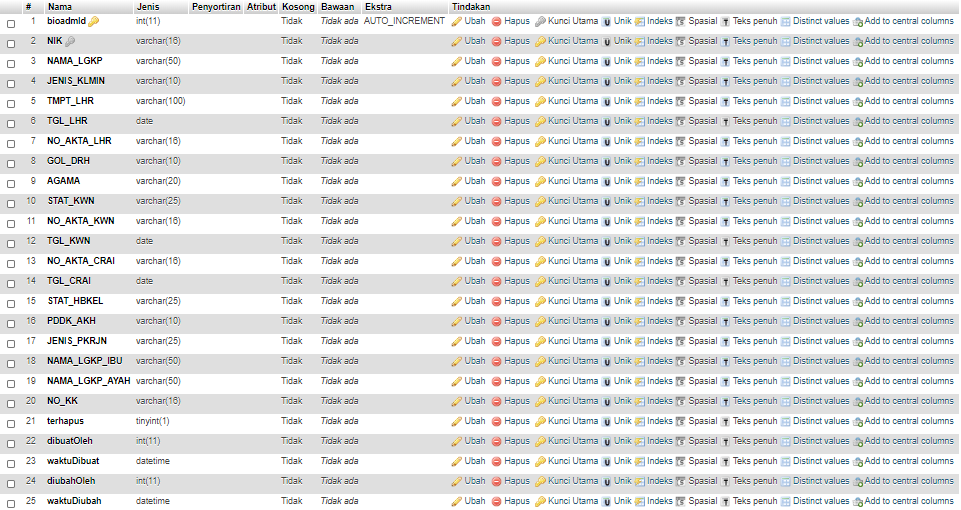 # Nama Jenis Penyortiran Atribut Kosong Bawaan Ekstra Tindakan
1 bioadmId int(11) Tidak Tidak ada AUTO_INCREMENT Ubah Hapus Kunci Utama Unik Indeks Spasial Teks penuh Distinct values Add to central columns
2 NIK varchar(16) Tidak Tidak ada Ubah Hapus Kunci Utama Unik Indeks Spasial Teks penuh Distinct values Add to central columns
3 NAMA_LGKP varchar(50) Tidak Tidak ada Ubah Hapus Kunci Utama Unik Indeks Spasial Teks penuh Distinct values Add to central columns
4 JENIS_KLMIN varchar(10) Tidak Tidak ada Ubah Hapus Kunci Utama Unik Indeks Spasial Teks penuh Distinct values Add to central columns
5 TMPT_LHR varchar(100) Tidak Tidak ada Ubah Hapus Kunci Utama Unik Indeks Spasial Teks penuh Distinct values Add to central columns
6 TGL_LHR date Tidak Tidak ada Ubah Hapus Kunci Utama Unik Indeks Spasial Teks penuh Distinct values Add to central columns
7 NO_AKTA_LHR varchar(16) Tidak Tidak ada Ubah Hapus Kunci Utama Unik Indeks Spasial Teks penuh Distinct values Add to central columns
8 GOL_DRH varchar(10) Tidak Tidak ada Ubah Hapus Kunci Utama Unik Indeks Spasial Teks penuh Distinct values Add to central columns
9 AGAMA varchar(20) Tidak Tidak ada Ubah Hapus Kunci Utama Unik Indeks Spasial Teks penuh Distinct values Add to central columns
10 STAT_KWN varchar(25) Tidak Tidak ada Ubah Hapus Kunci Utama Unik Indeks Spasial Teks penuh Distinct values Add to central columns
11 NO_AKTA_KWN varchar(16) Tidak Tidak ada Ubah Hapus Kunci Utama Unik Indeks Spasial Teks penuh Distinct values Add to central columns
12 TGL_KWN date Tidak Tidak ada Ubah Hapus Kunci Utama Unik Indeks Spasial Teks penuh Distinct values Add to central columns
13 NO_AKTA_CRAI varchar(16) Tidak Tidak ada Ubah Hapus Kunci Utama Unik Indeks Spasial Teks penuh Distinct values Add to central columns
14 TGL_CRAI date Tidak Tidak ada Ubah Hapus Kunci Utama Unik Indeks Spasial Teks penuh Distinct values Add to central columns
15 STAT_HBKEL varchar(25) Tidak Tidak ada Ubah Hapus Kunci Utama Unik Indeks Spasial Teks penuh Distinct values Add to central columns
16 PDDK_AKH varchar(10) Tidak Tidak ada Ubah Hapus Kunci Utama Unik Indeks Spasial Teks penuh Distinct values Add to central columns
17 JENIS_PKRJN varchar(25) Tidak Tidak ada Ubah Hapus Kunci Utama Unik Indeks Spasial Teks penuh Distinct values Add to central columns
18 NAMA_LGKP_IBU varchar(50) Tidak Tidak ada Ubah Hapus Kunci Utama Unik Indeks Spasial Teks penuh Distinct values Add to central columns
19 NAMA_LGKP_AYAH varchar(50) Tidak Tidak ada Ubah Hapus Kunci Utama Unik Indeks Spasial Teks penuh Distinct values Add to central columns
20 NO_KK varchar(16) Tidak Tidak ada Ubah Hapus Kunci Utama Unik Indeks Spasial Teks penuh Distinct values Add to central columns
21 terhapus tinyint(1) Tidak Tidak ada Ubah Hapus Kunci Utama Unik Indeks Spasial Teks penuh Distinct values Add to central columns
22 dibuatOleh int(11) Tidak Tidak ada Ubah Hapus Kunci Utama Unik Indeks Spasial Teks penuh Distinct values Add to central columns
23 waktuDibuat datetime Tidak Tidak ada Ubah Hapus Kunci Utama Unik Indeks Spasial Teks penuh Distinct values Add to central columns
24 diubahOleh int(11) Tidak Tidak ada Ubah Hapus Kunci Utama Unik Indeks Spasial Teks penuh Distinct values Add to central columns
25 waktuDiubah datetime Tidak Tidak ada Ubah Hapus Kunci Utama Unik Indeks Spasial Teks penuh Distinct values Add to central columns